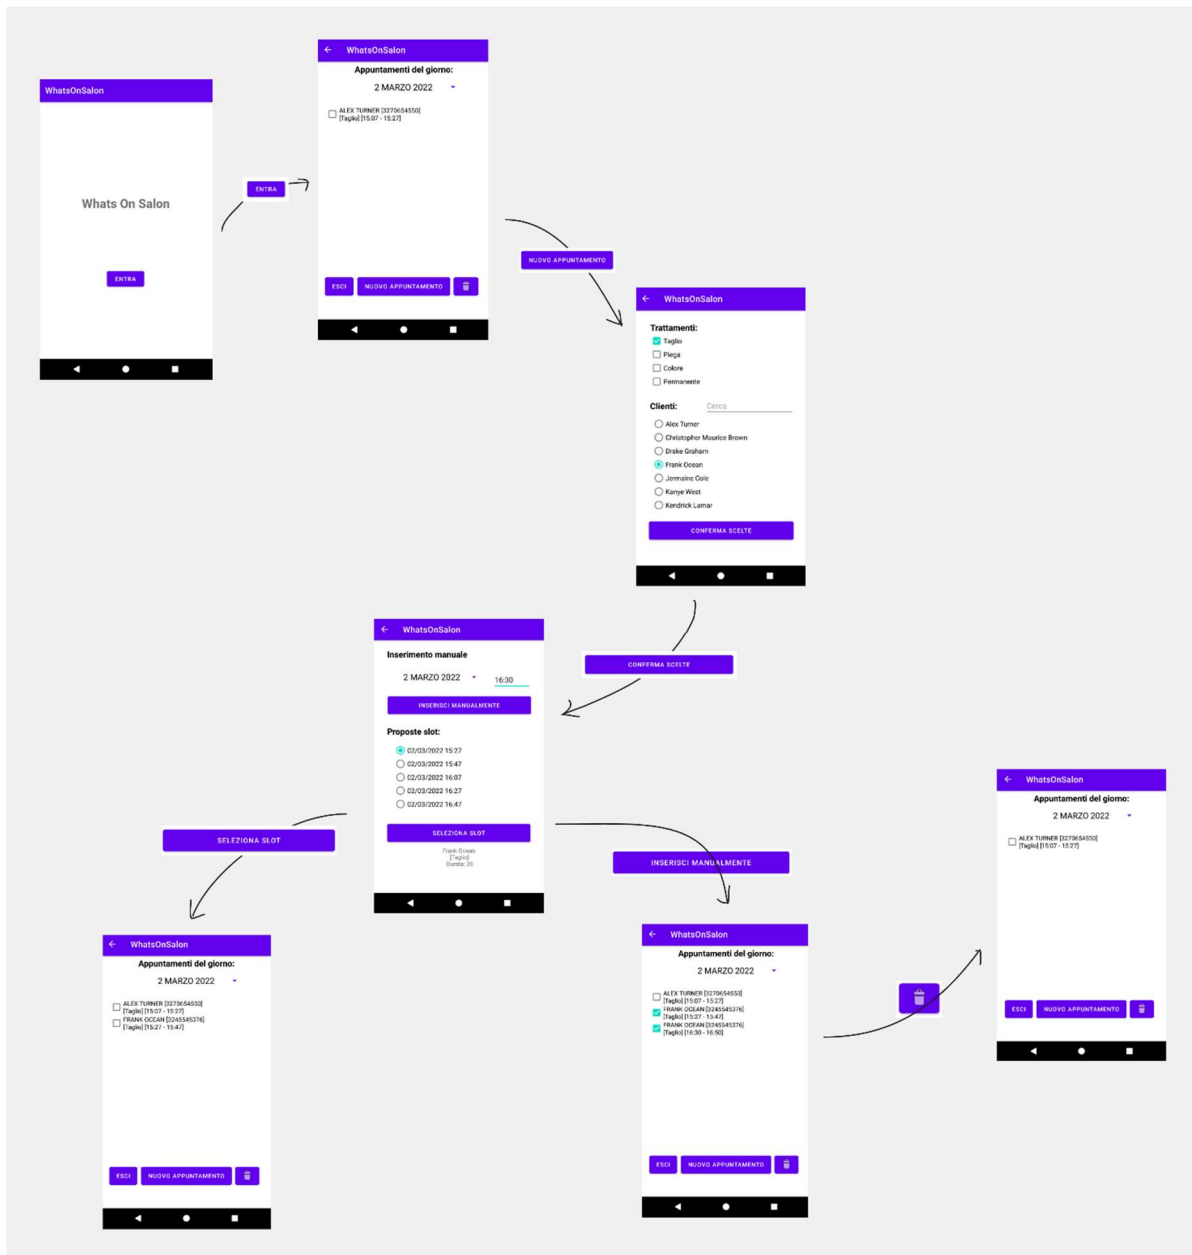 WhatsOnSalon
Whats On Salon
ENTRA
ENTRA
WhatsOnSalon
Appuntamenti del giorno:
2 MARZO 2022
ALEX TURNER [3270654550]
[Taglio] [15:07 - 15:27]
ESCI NUOVO APPUNTAMENTO
NUOVO APPUNTAMENTO
WhatsOnSalon
Trattamenti:
Taglio
Piega
Colore
Permanente
Clienti: Cerca
Alex Turner
Christopher Maurice Brown
Drake Graham
Frank Ocean
Jermaine Cole
Kanye West
Kendrick Lamar
CONFERMA SCELTE
CONFERMA SCELTE
WhatsOnSalon
Inserimento manuale
2 MARZO 2022 16:30
INSERISCI MANUALMENTE
Proposte slot:
02/03/2022 15:27
02/03/2022 15:47
02/03/2022 16:07
02/03/2022 16:27
02/03/2022 16:47
SELEZIONA SLOT
Frank Ocean
[Taglio]
Durata: 20
SELEZIONA SLOT
WhatsOnSalon
Appuntamenti del giorno:
2 MARZO 2022
ALEX TURNER [3270654550]
[Taglio] [15:07 - 15:27]
FRANK OCEAN [3245545376]
[Taglio] [15:27 - 15:47]
ESCI NUOVO APPUNTAMENTO
INSERISCI MANUALMENTE
WhatsOnSalon
Appuntamenti del giorno:
2 MARZO 2022
ALEX TURNER [3270654550]
[Taglio] [15:07 - 15:27]
FRANK OCEAN [3245545376]
[Taglio] [15:27 - 15:47]
FRANK OCEAN [3245545376]
[Taglio] [16:30 - 16:50]
ESCI NUOVO APPUNTAMENTO
WhatsOnSalon
Appuntamenti del giorno:
2 MARZO 2022
ALEX TURNER [3270654550]
[Taglio] [15:07 - 15:27]
ESCI NUOVO APPUNTAMENTO